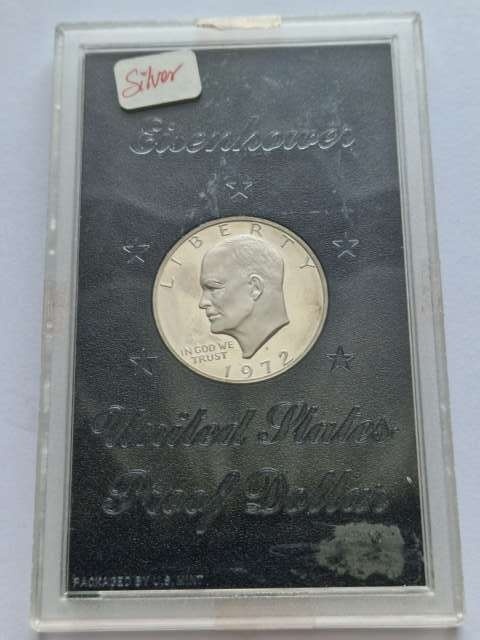 Silver
Eisenhower
LIBERTY
IN GOD WE
TRUST
1972
United States
Proof Dollar
PACKAGED BY U.S. MINT